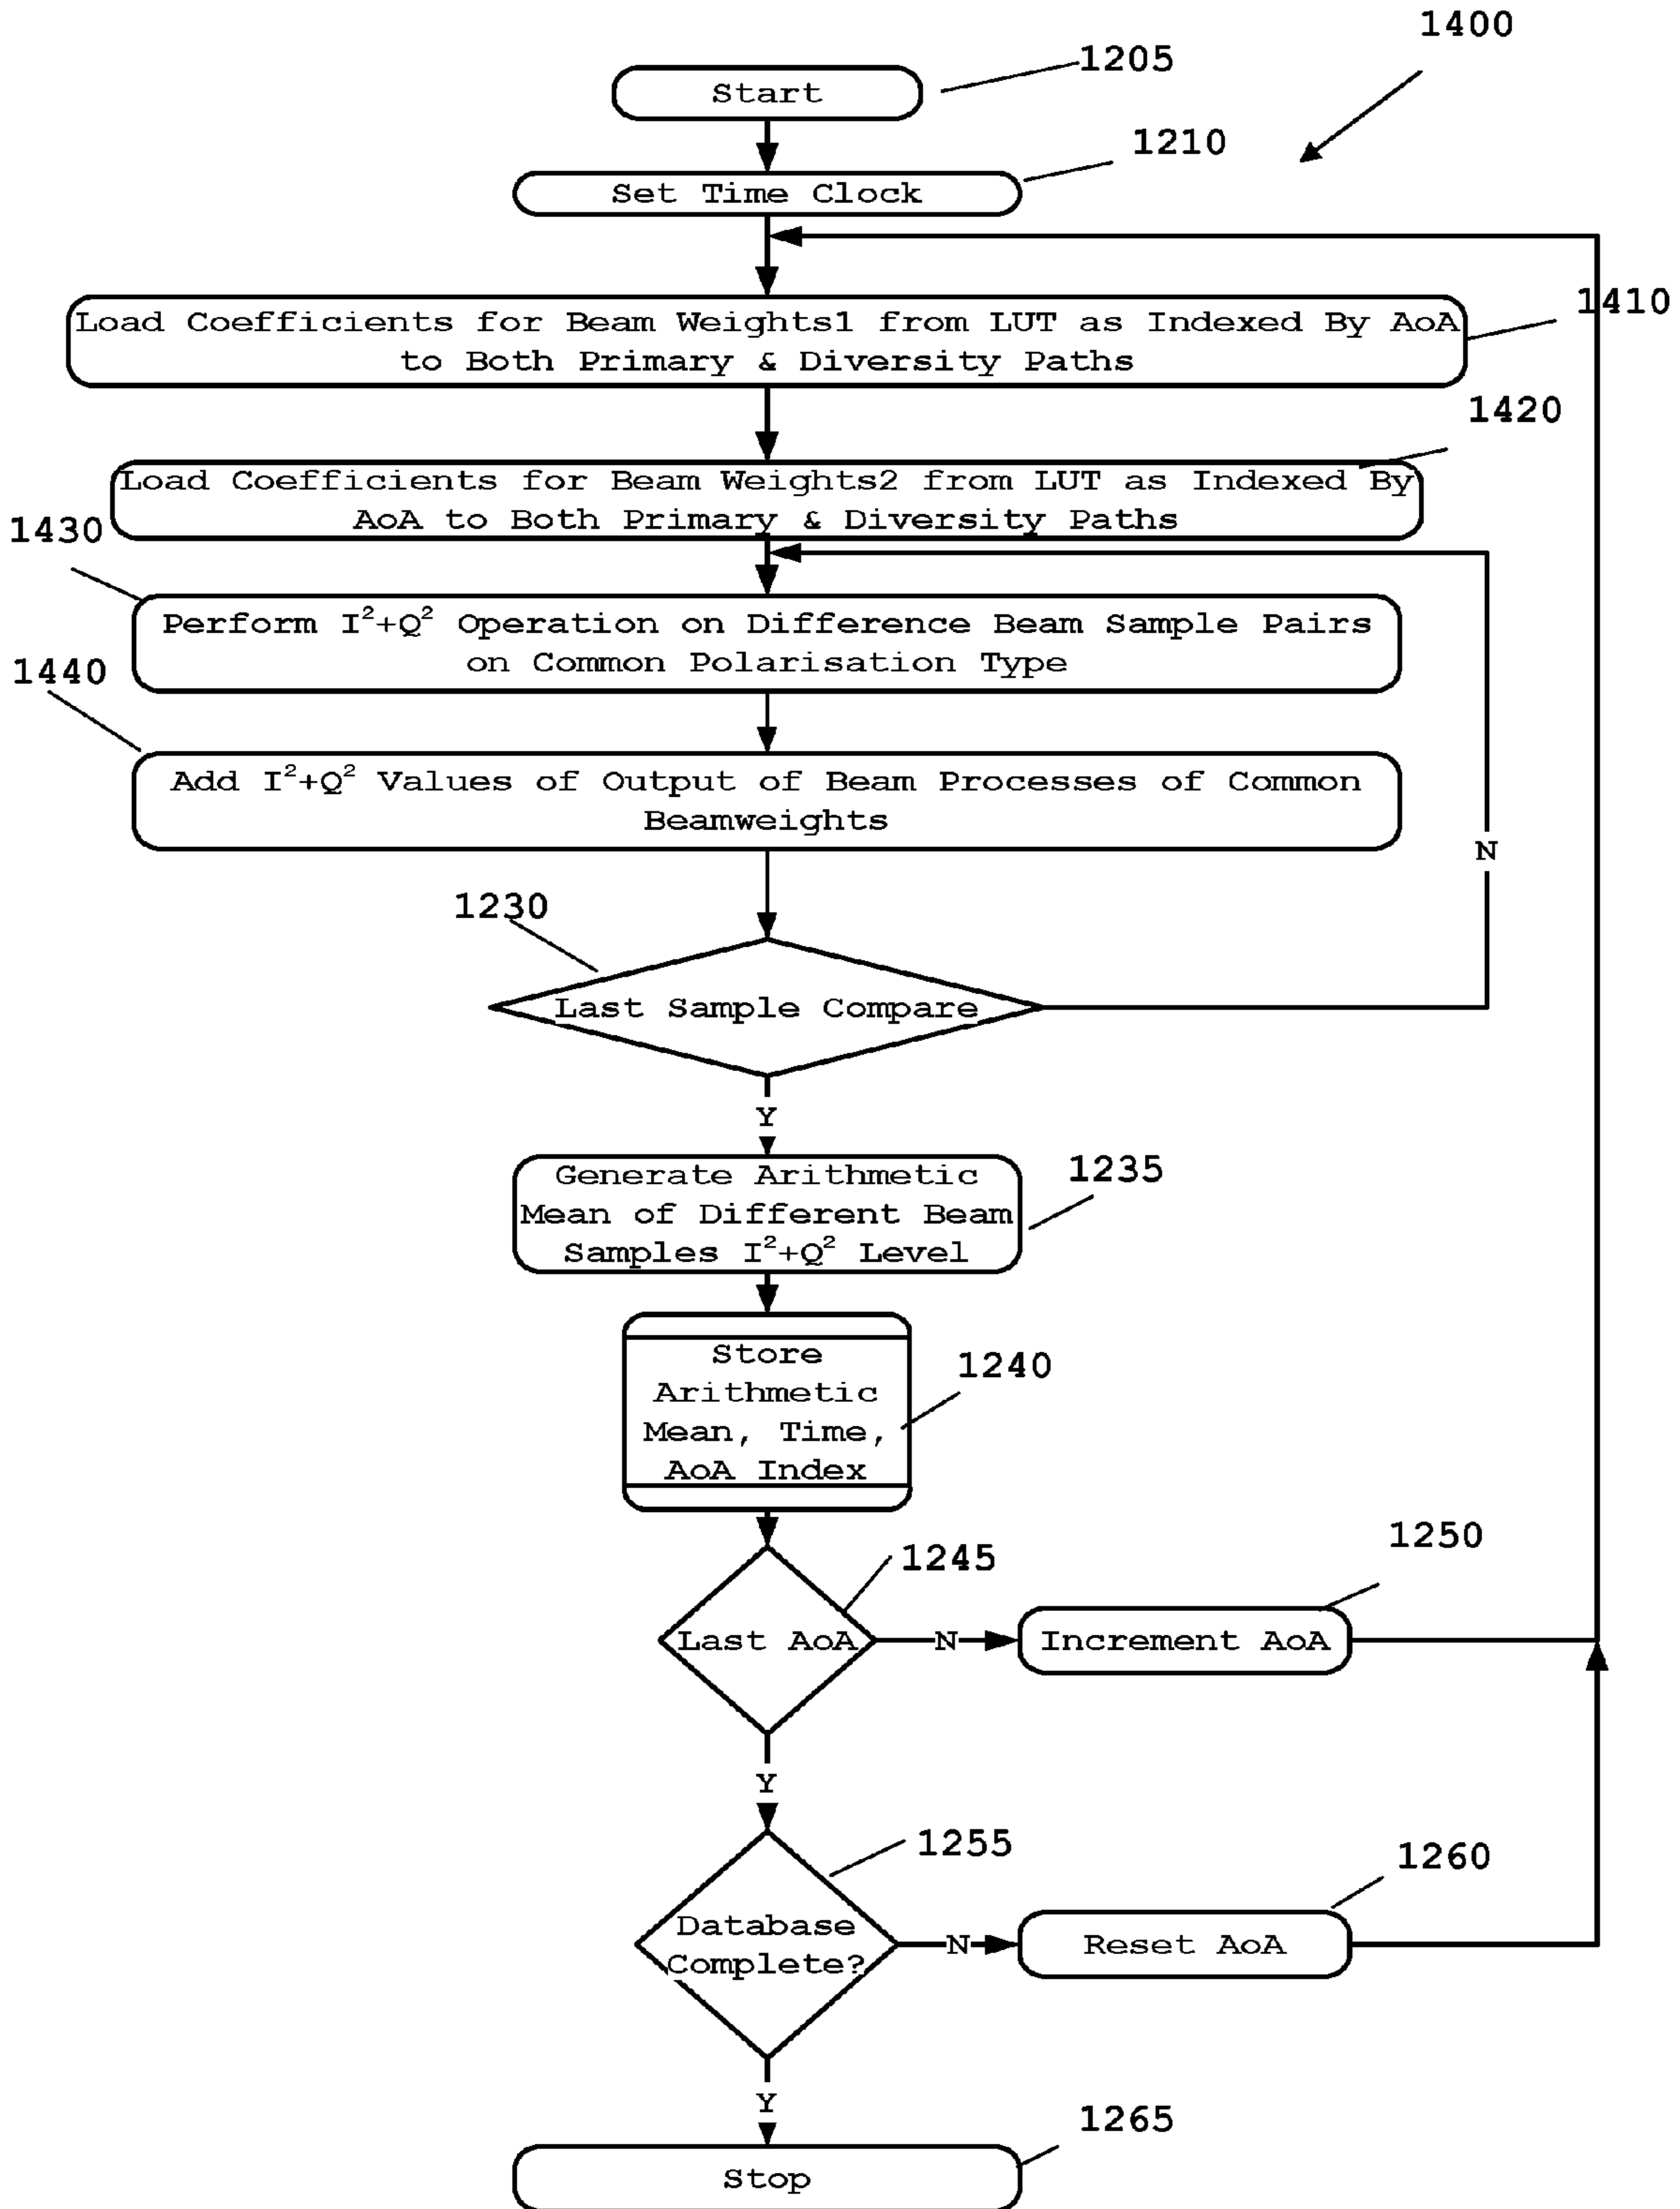 1400
1205
Start
1210
Set Time Clock
1410
Load Coefficients for Beam Weights1 from LUT as Indexed By AoA
to Both Primary & Diversity Paths
1420
Load Coefficients for Beam Weights2 from LUT as Indexed By
AoA to Both Primary & Diversity Paths
1430
Perform I²+Q² Operation on Difference Beam Sample Pairs
on Common Polarisation Type
1440
Add I²+Q² Values of Output of Beam Processes of Common
Beamweights
N
1230
Last Sample Compare
Y
1235
Generate Arithmetic
Mean of Different Beam
Samples I²+Q² Level
1240
Store
Arithmetic
Mean, Time,
AoA Index
1245
Last AoA
N
1250
Increment AoA
Y
1255
Database
Complete?
N
1260
Reset AoA
Y
1265
Stop